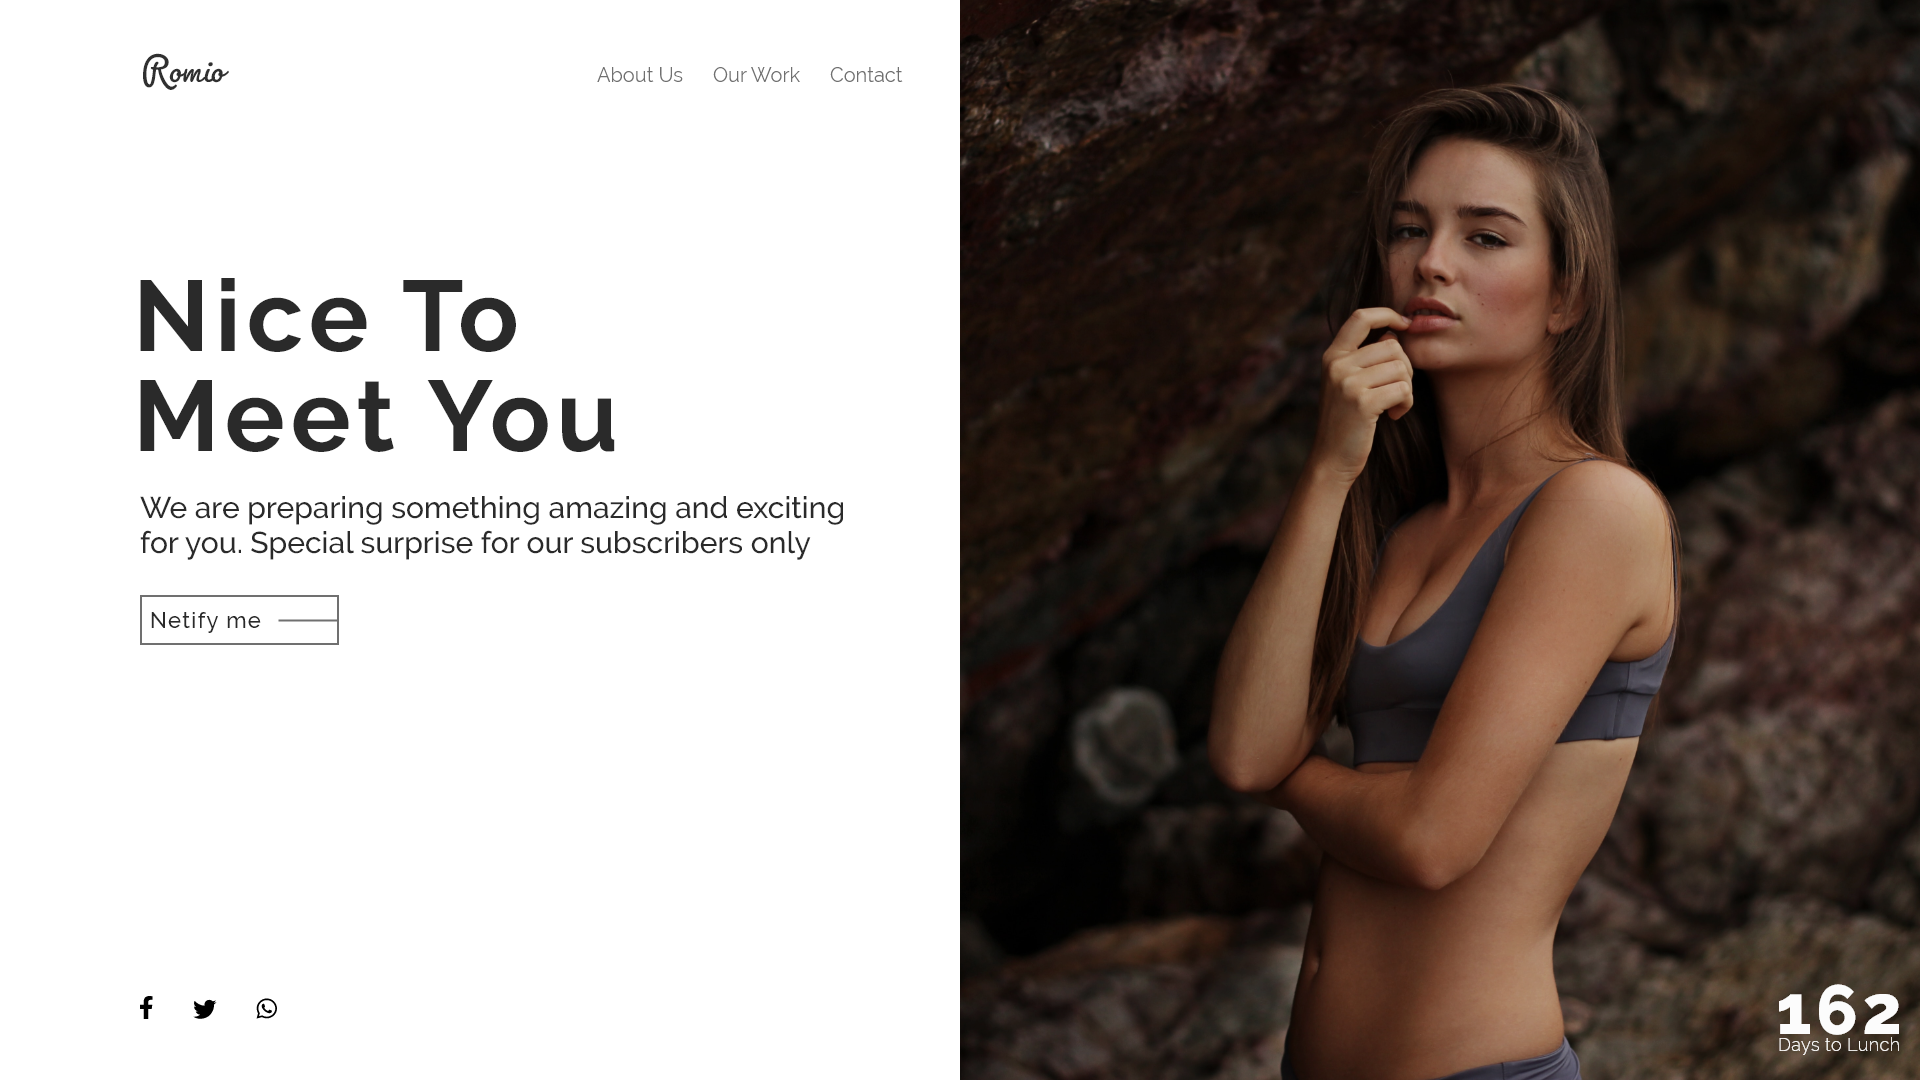 Romio
About Us Our Work Contact
Nice To
Meet You
We are preparing something amazing and exciting
for you. Special surprise for our subscribers only
Netify me
162
Days to Lunch